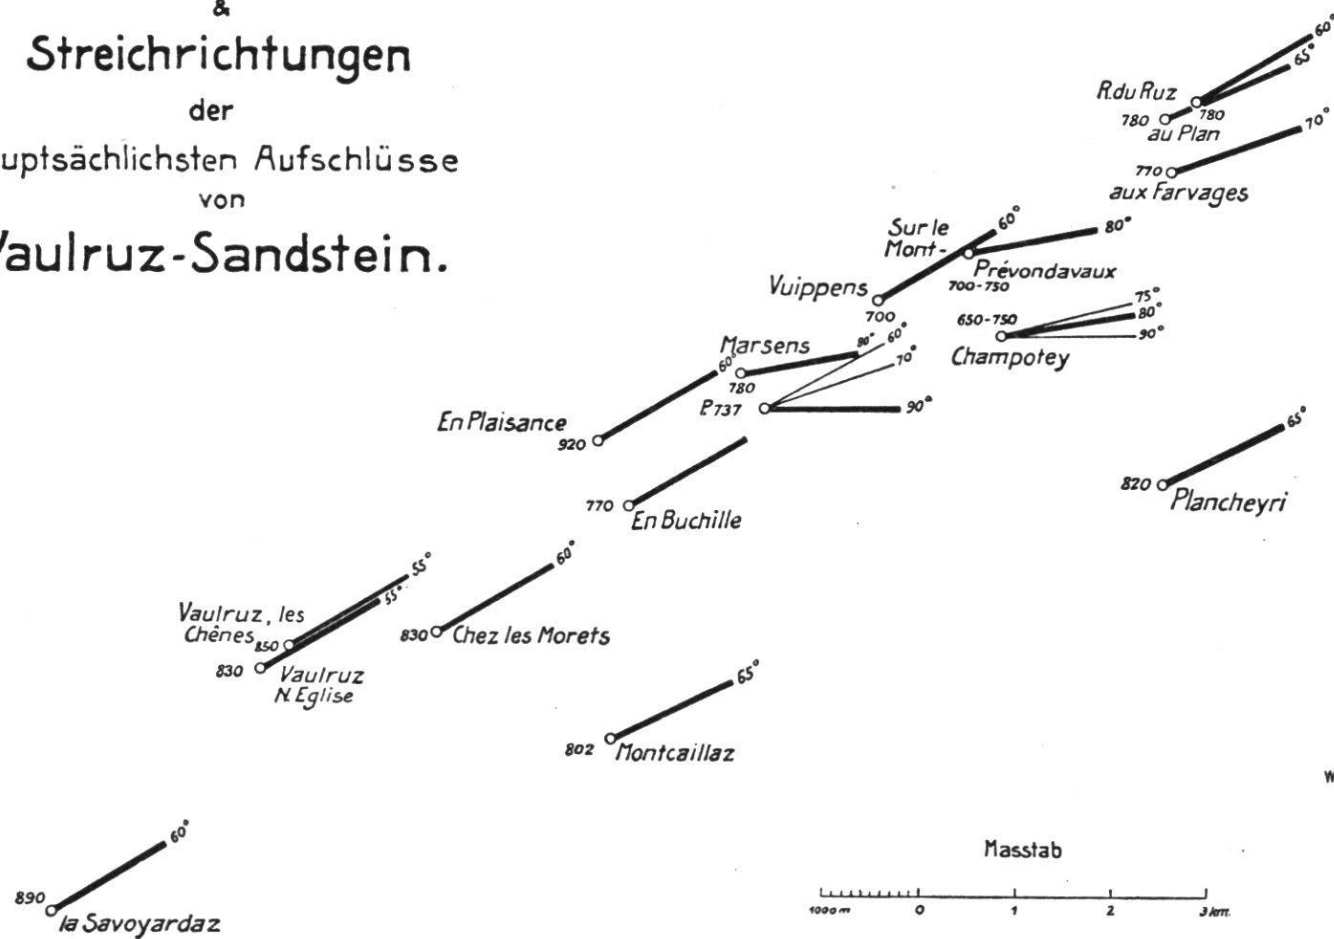 &
Streichrichtungen
der
uptsächlichsten Aufschlüsse
von
Vaulruz-Sandstein.
60°
65°
R.du Ruz
780
780
au Plan
70°
770
aux Farvages
Sur le
Mont-
60°
80°
Prévondavaux
700-750
Vuippens
700
75°
650-750
80°
90°
Champotey
Marsens
80°
60°
60°
70°
780
P.737
90°
En Plaisance
920
65°
820
Plancheyri
770
En Buchille
55°
55°
60°
Vaulruz, les
Chênes
850
830
Chez les Morets
830
Vaulruz
N. Eglise
65°
802
Montcaillaz
W
60°
Masstab
890
la Savoyardaz
1000 m 0 1 2 3 km.